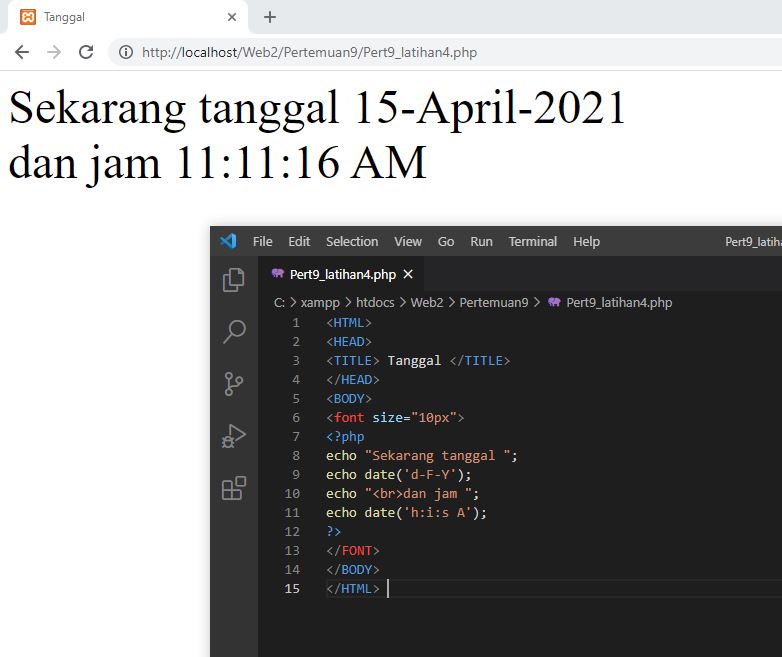 Tanggal
http://localhost/Web2/Pertemuan9/Pert9_latihan4.php
Sekarang tanggal 15-April-2021
dan jam 11:11:16 AM
File Edit Selection View Go Run Terminal Help Pert9_latiha
Pert9_latihan4.php
C: > xampp > htdocs > Web2 > Pertemuan9 > Pert9_latihan4.php
1 <HTML>
2 <HEAD>
3 <TITLE> Tanggal </TITLE>
4 </HEAD>
5 <BODY>
6 <font size="10px">
7 <?php
8 echo "Sekarang tanggal ";
9 echo date('d-F-Y');
10 echo "<br>dan jam ";
11 echo date('h:i:s A');
12 ?>
13 </FONT>
14 </BODY>
15 </HTML>